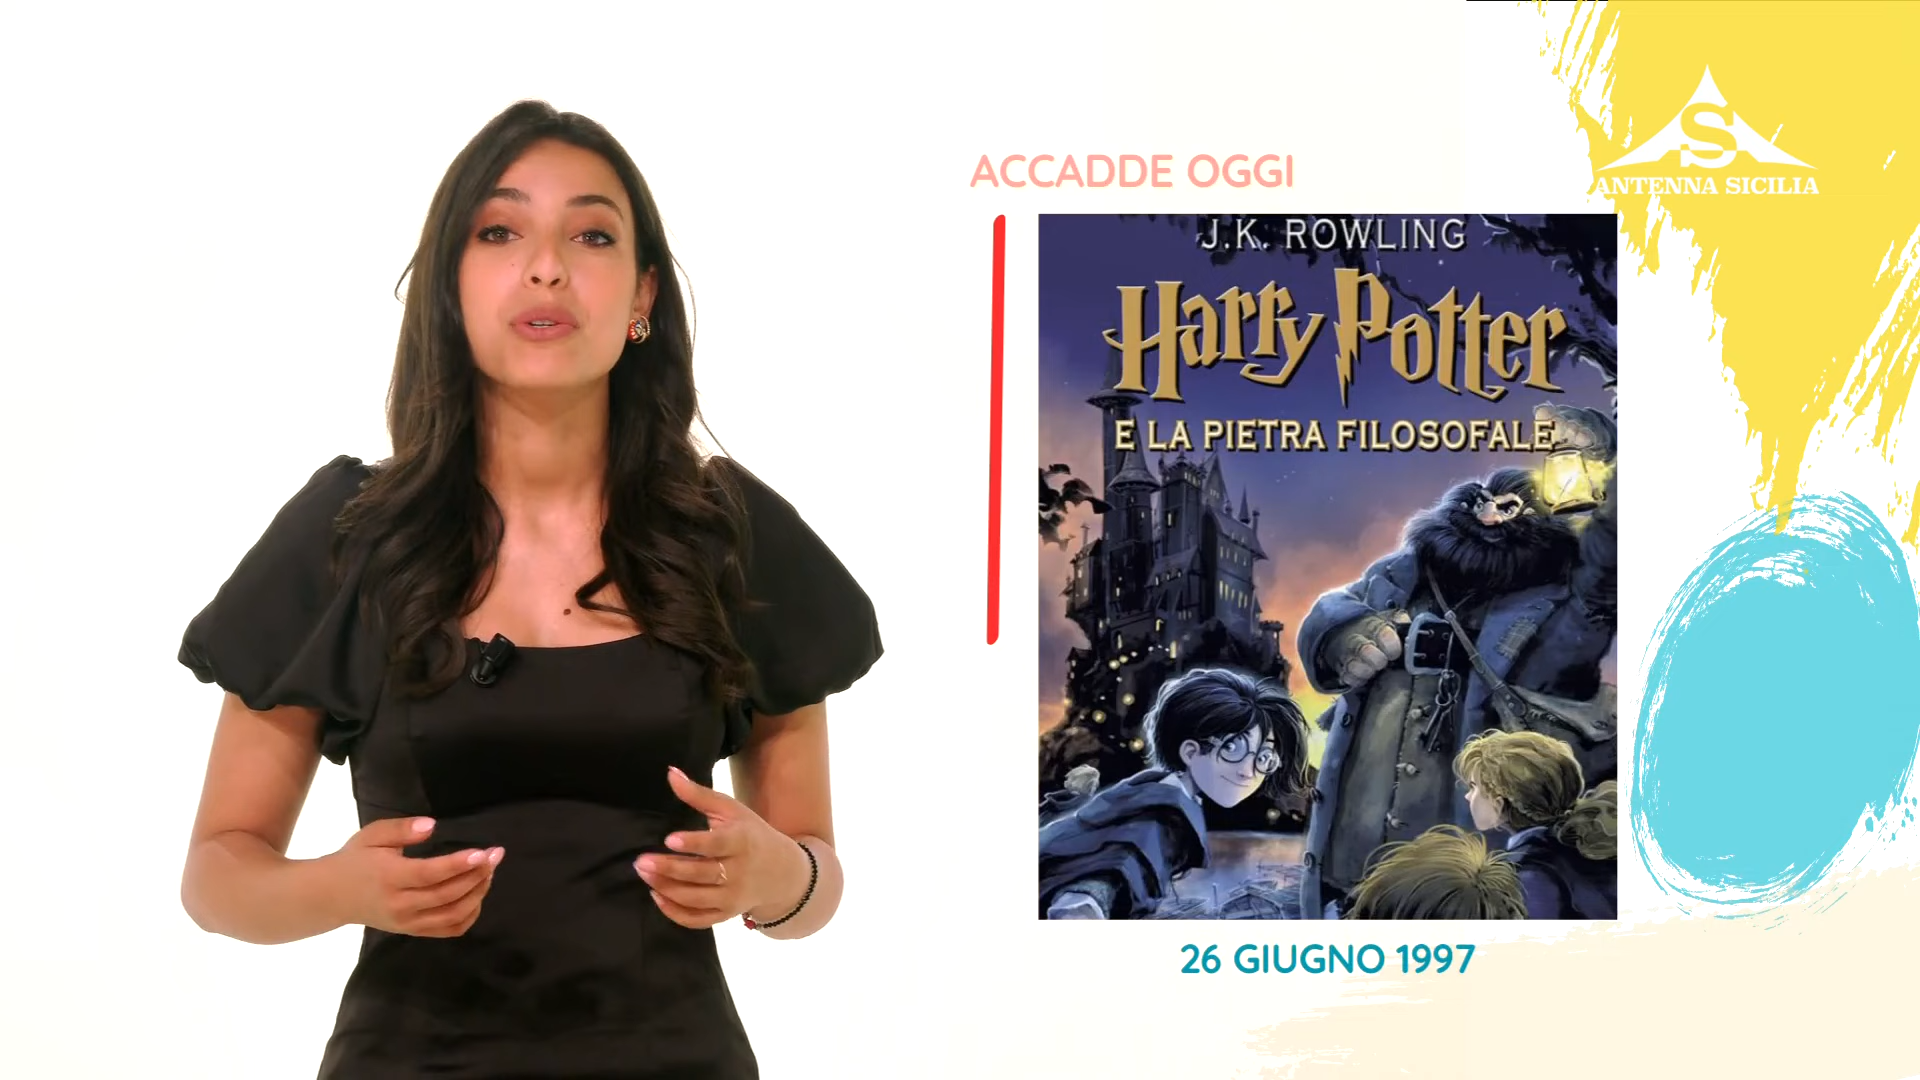 ACCADDE OGGI
S
ANTENNA SICILIA
J.K. ROWLING
Harry Potter
E LA PIETRA FILOSOFALE
26 GIUGNO 1997